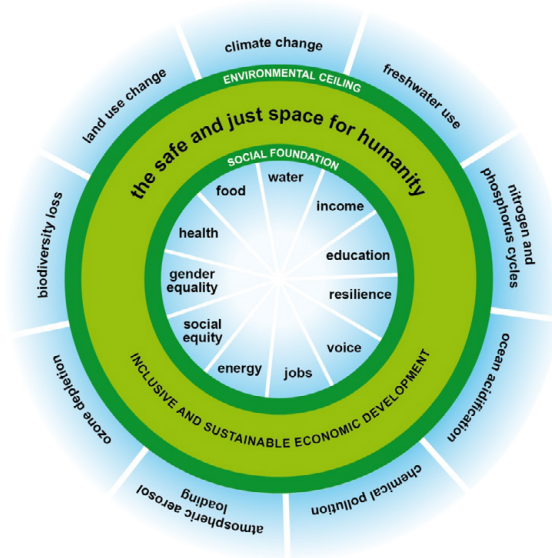 climate change
freshwater use
nitrogen and
phosphorus cycles
ocean acidification
chemical pollution
atmospheric aerosol
loading
ozone depletion
biodiversity loss
land use change
ENVIRONMENTAL CEILING
the safe and just space for humanity
SOCIAL FOUNDATION
water
income
education
resilience
voice
jobs
energy
social
equity
gender
equality
health
food
INCLUSIVE AND SUSTAINABLE ECONOMIC DEVELOPMENT